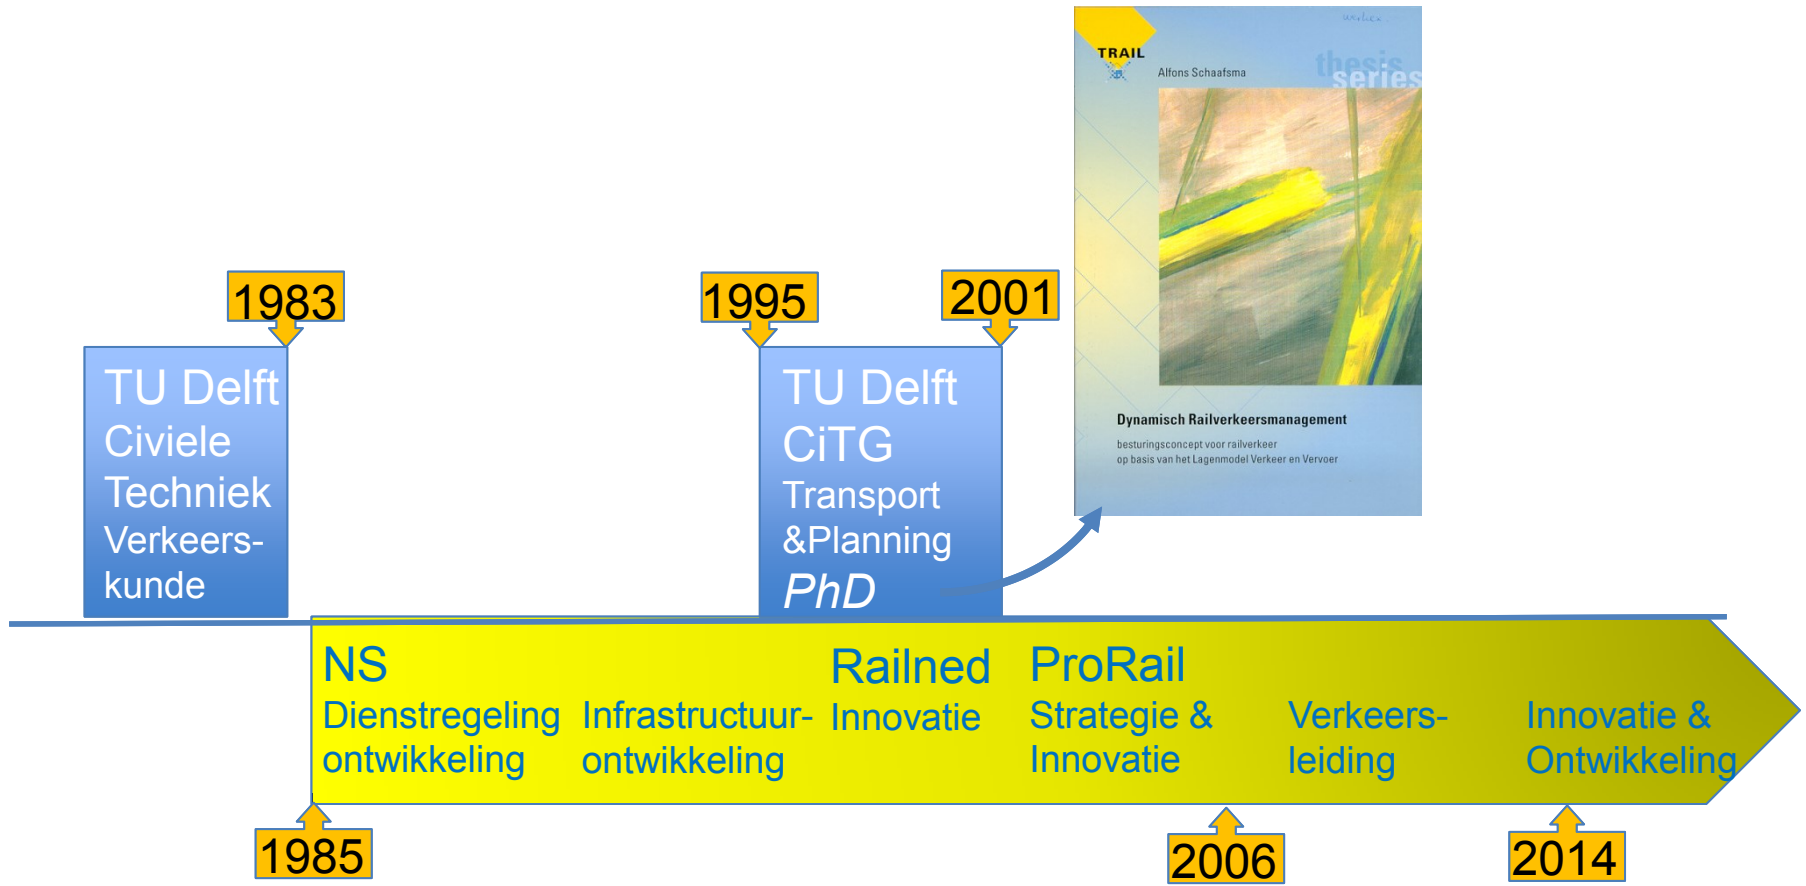 TRAIL
thesis
series
Alfons Schaafsma
Dynamisch Railverkeersmanagement
besturingsconcept voor railverkeer
op basis van het Lagenmodel Verkeer en Vervoer
1983
1995
2001
TU Delft
Civiele
Techniek
Verkeers-
kunde
TU Delft
CiTG
Transport
&Planning
PhD
NS
Dienstregeling
ontwikkeling
Infrastructuur-
ontwikkeling
Railned
Innovatie
ProRail
Strategie &
Innovatie
Verkeers-
leiding
Innovatie &
Ontwikkeling
1985
2006
2014